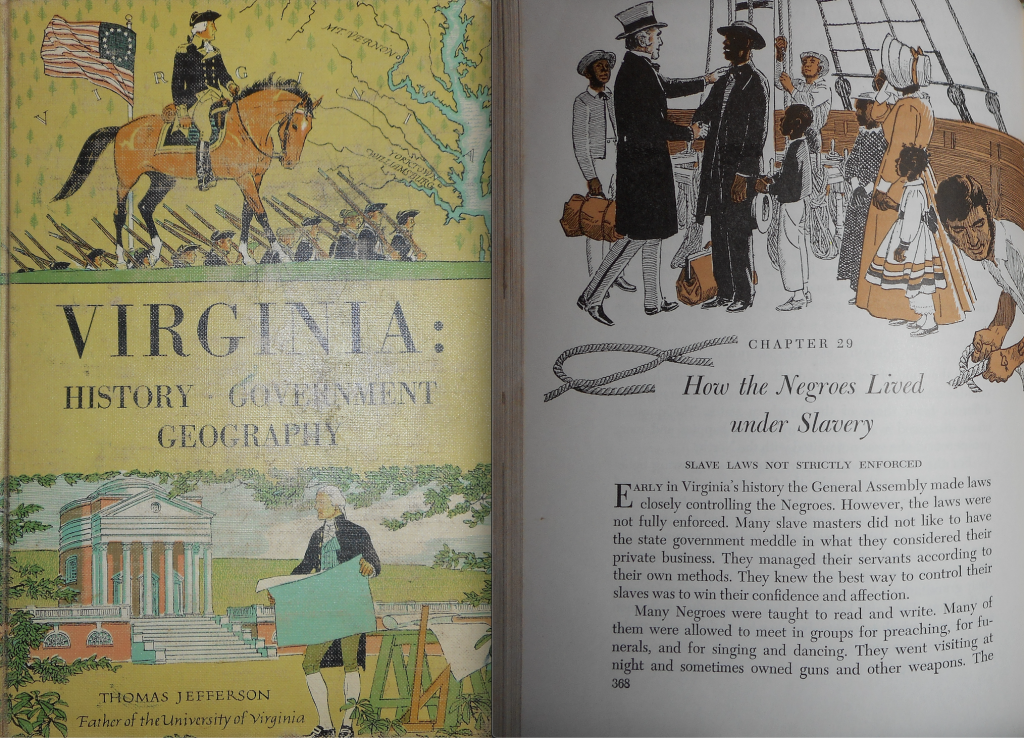 MT VERNON
V I R G I N I A
YORKTOWN
WILLIAMSBURG
VIRGINIA:
HISTORY - GOVERNMENT
GEOGRAPHY
THOMAS JEFFERSON
Father of the University of Virginia
CHAPTER 29
How the Negroes Lived
under Slavery
SLAVE LAWS NOT STRICTLY ENFORCED
EARLY in Virginia's history the General Assembly made laws
closely controlling the Negroes. However, the laws were
not fully enforced. Many slave masters did not like to have
the state government meddle in what they considered their
private business. They managed their servants according to
their own methods. They knew the best way to control their
slaves was to win their confidence and affection.
Many Negroes were taught to read and write. Many of
them were allowed to meet in groups for preaching, for fu-
nerals, and for singing and dancing. They went visiting at
night and sometimes owned guns and other weapons. The
368